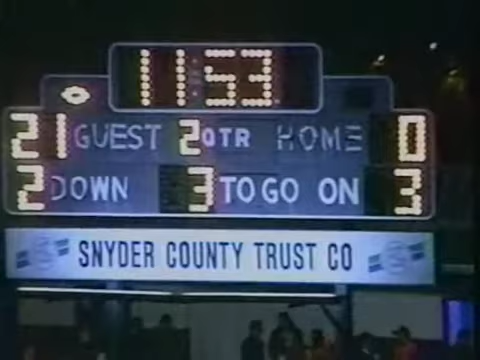 11:53
21 GUEST 2 QTR HOME 0
2 DOWN 3 TO GO ON 3
SNYDER COUNTY TRUST CO